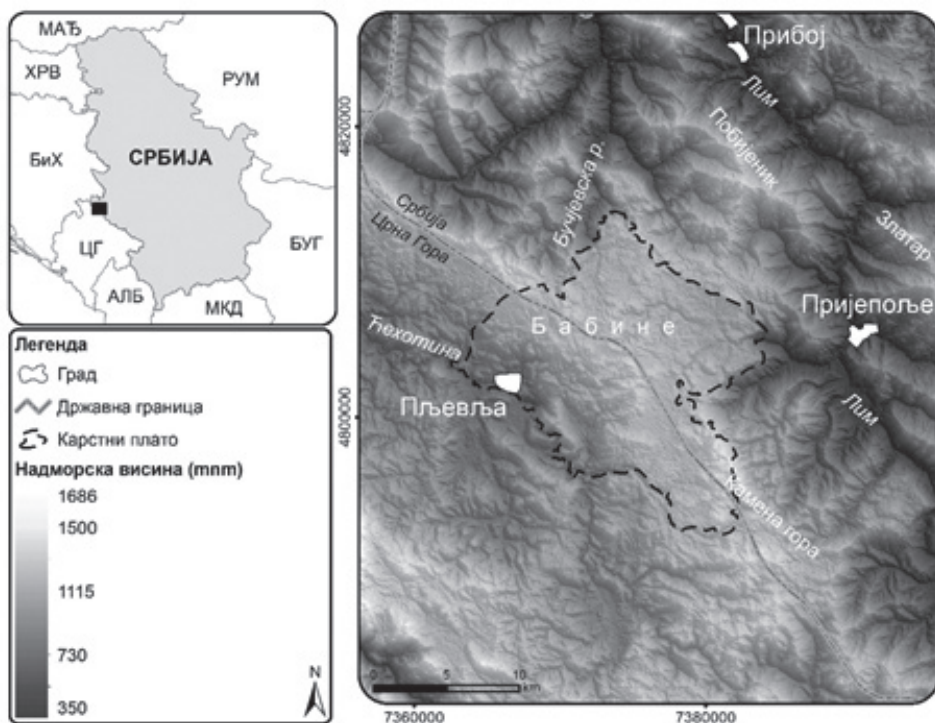 МАЂ
ХРВ
РУМ
БиХ
СРБИЈА
ЦГ
БУГ
АЛБ
МКД
Легенда
Град
Државна граница
Карстни плато
Надморска висина (mnm)
1686
1500
1115
730
350
N
Прибој
Лим
Побијеник
4820000
Бучјевска р.
Златар
Србија
Црна Гора
Пријепоље
Бабине
Ћехотина
Пљевља
Лим
4800000
Камена гора
0 5 10
km
7360000 7380000